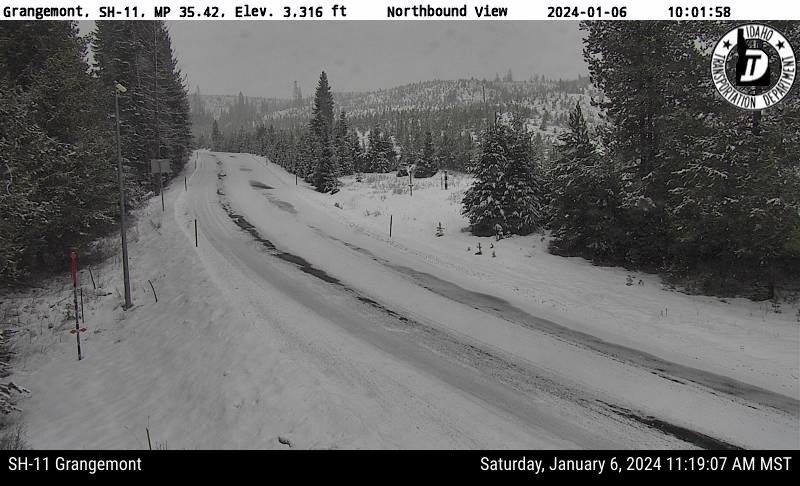 Grangemont, SH-11, MP 35.42, Elev. 3,316 ft Northbound View 2024-01-06 10:01:58
IDAHO
TRANSPORTATION DEPARTMENT
SH-11 Grangemont Saturday, January 6, 2024 11:19:07 AM MST